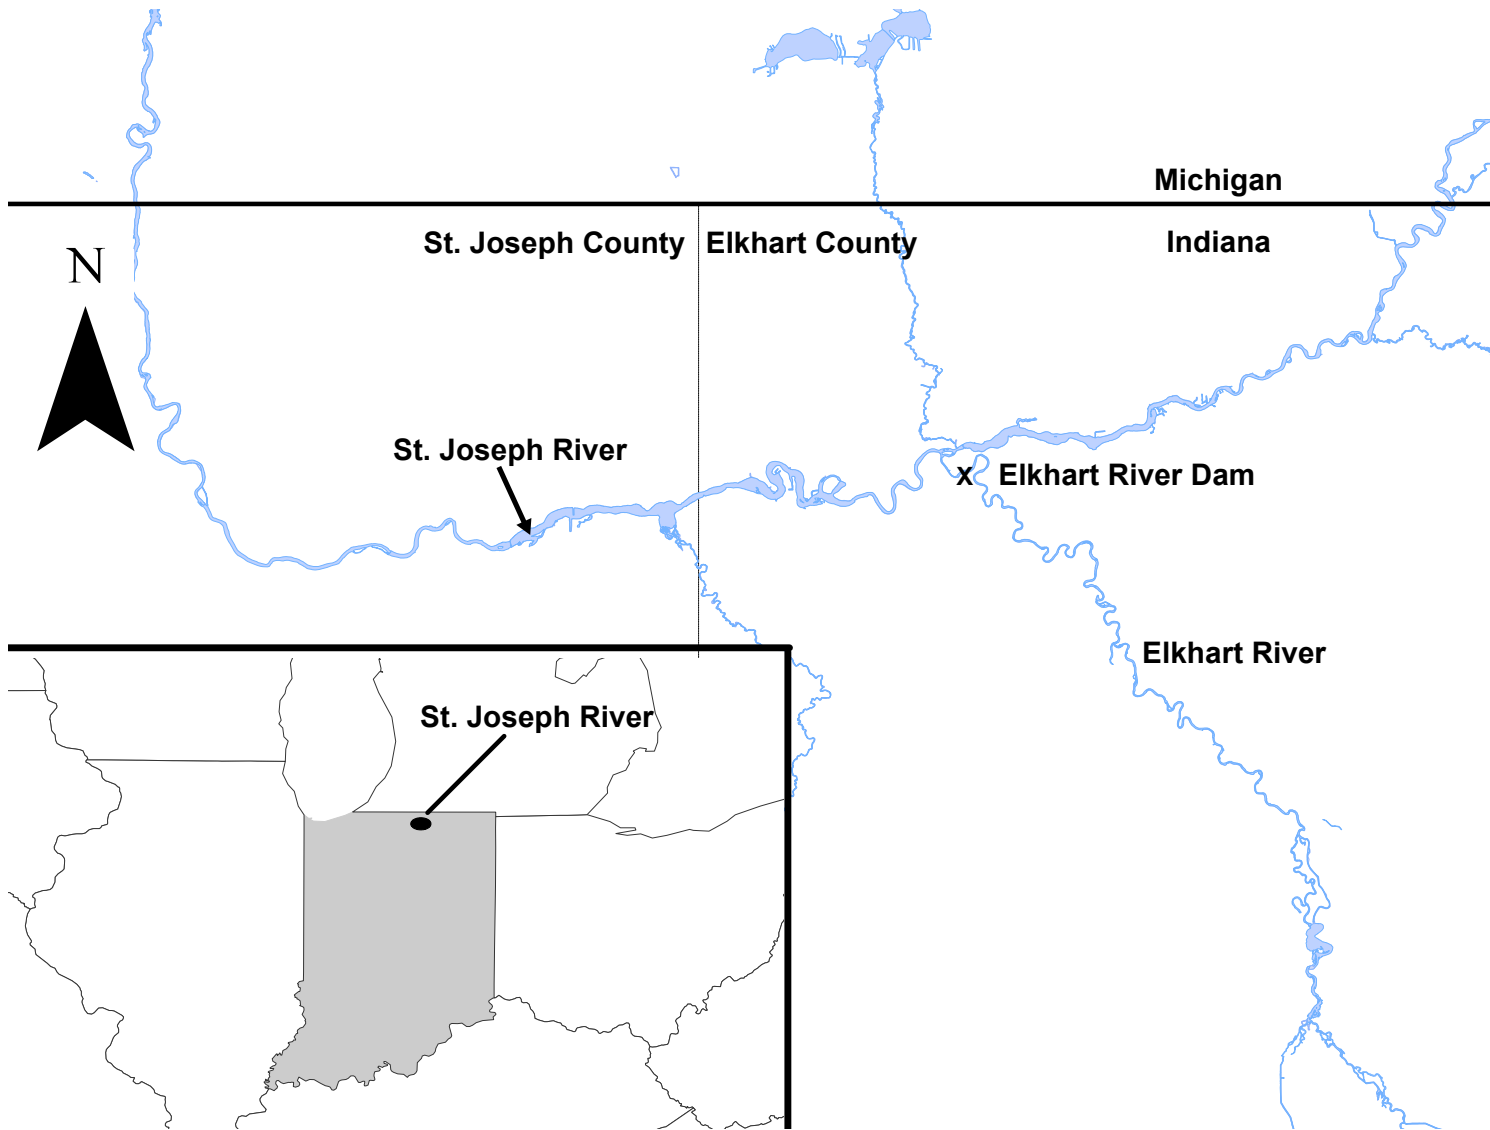 Michigan
St. Joseph County
Elkhart County
Indiana
N
St. Joseph River
x
Elkhart River Dam
Elkhart River
St. Joseph River